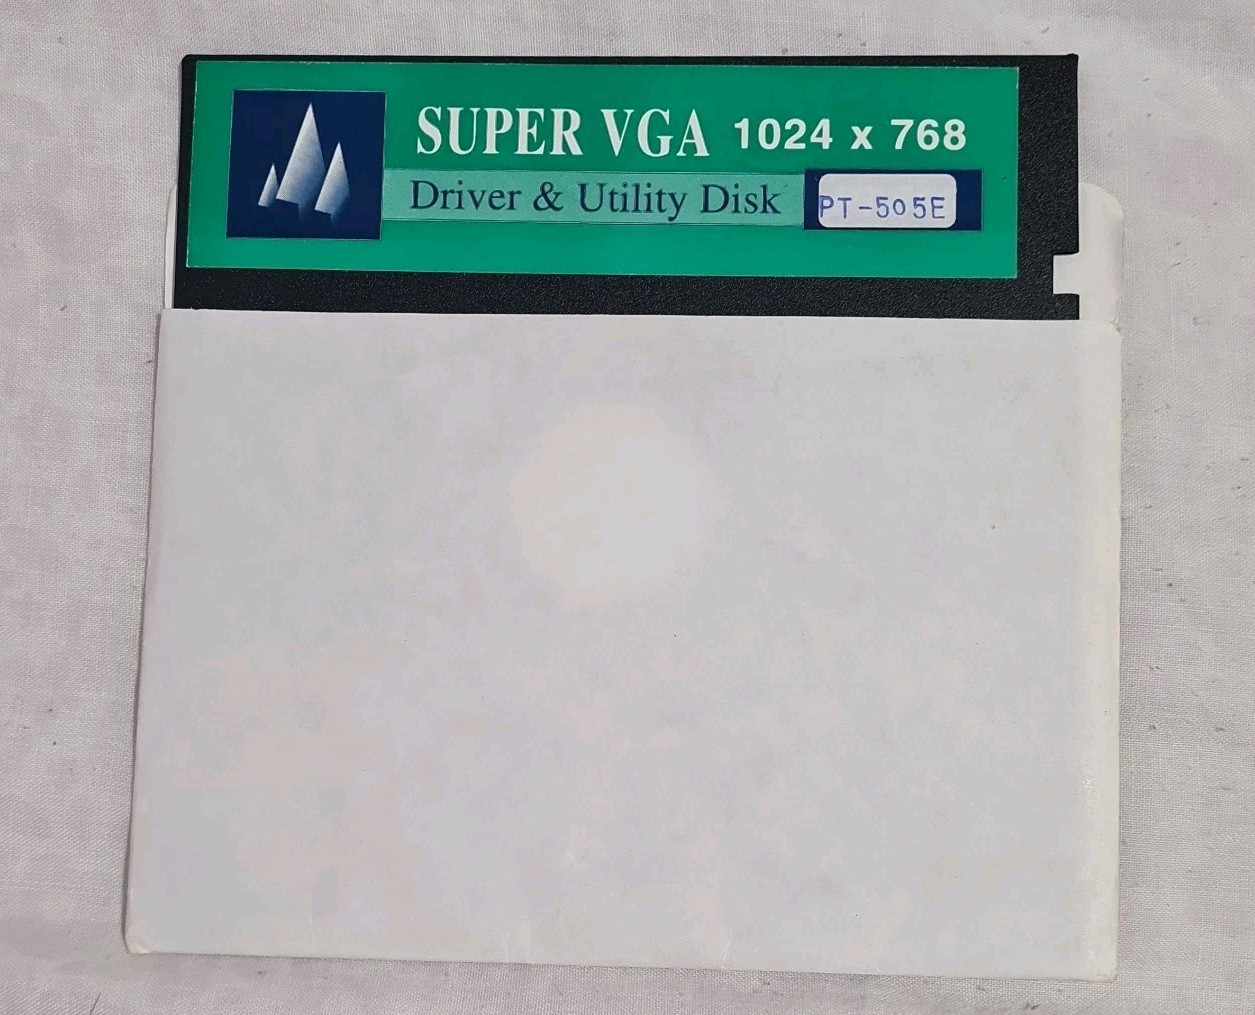 SUPER VGA 1024 x 768
Driver & Utility Disk PT-505E